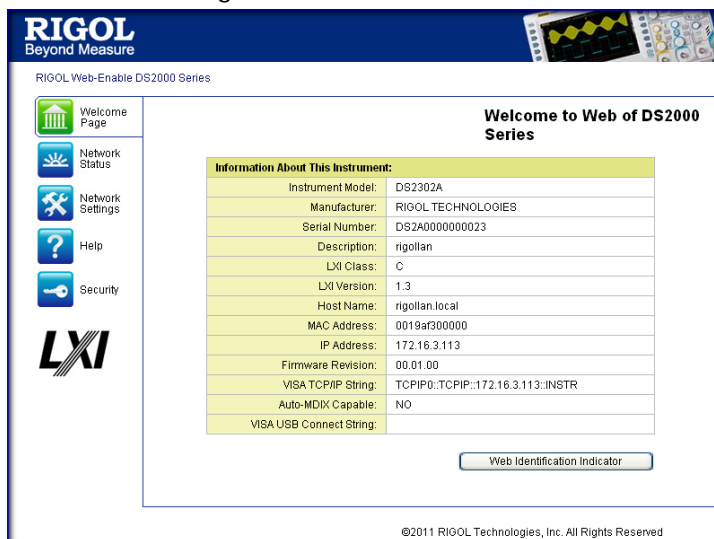 RIGOL
Beyond Measure
RIGOL Web-Enable DS2000 Series
Welcome
Page
Network
Status
Network
Settings
Help
Security
LXI
Welcome to Web of DS2000
Series
Information About This Instrument:
Instrument Model: DS2302A
Manufacturer: RIGOL TECHNOLOGIES
Serial Number: DS2A0000000023
Description: rigollan
LXI Class: C
LXI Version: 1.3
Host Name: rigollan.local
MAC Address: 0019af300000
IP Address: 172.16.3.113
Firmware Revision: 00.01.00
VISA TCP/IP String: TCPIP0::TCPIP::172.16.3.113::INSTR
Auto-MDIX Capable: NO
VISA USB Connect String:
Web Identification Indicator
©2011 RIGOL Technologies, Inc. All Rights Reserved